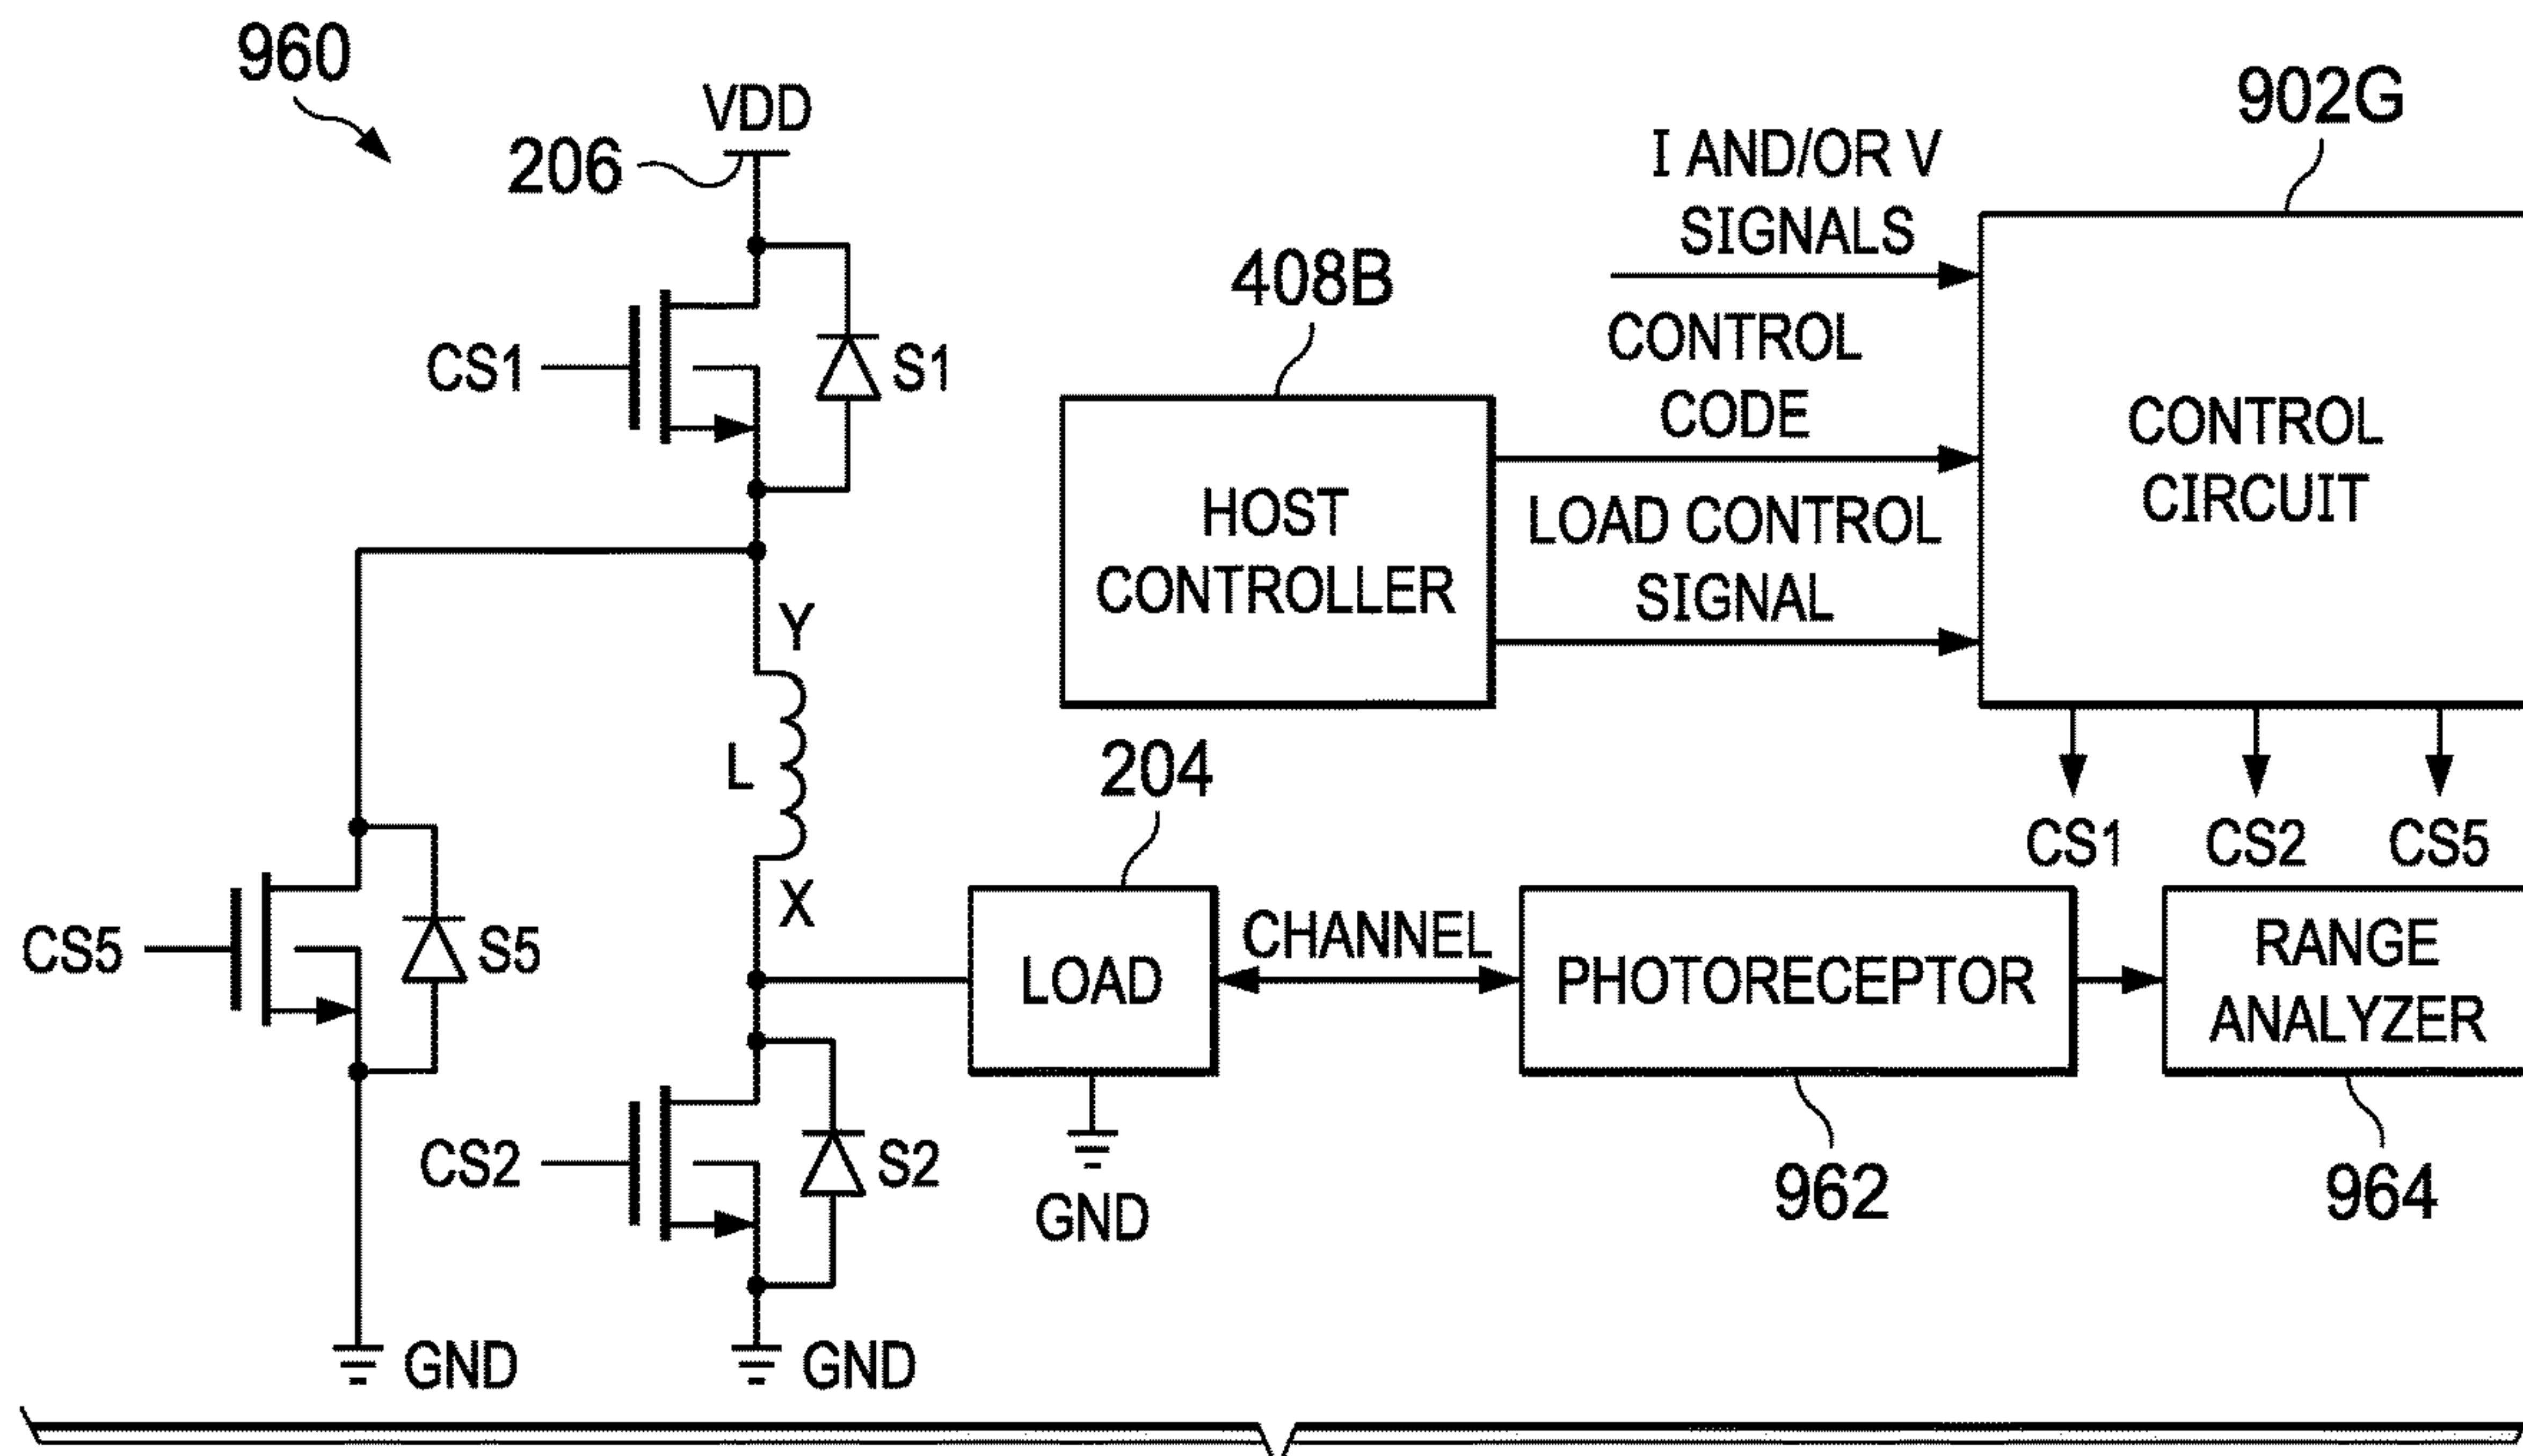 960
VDD
206
902G
I AND/OR V
SIGNALS
408B
CONTROL
CODE
CS1
S1
CONTROL
CIRCUIT
HOST
CONTROLLER
LOAD CONTROL
SIGNAL
Y
L
X
204
CS1
CS2
CS5
CS5
S5
LOAD
CHANNEL
PHOTORECEPTOR
RANGE
ANALYZER
CS2
S2
GND
962
964
GND
GND